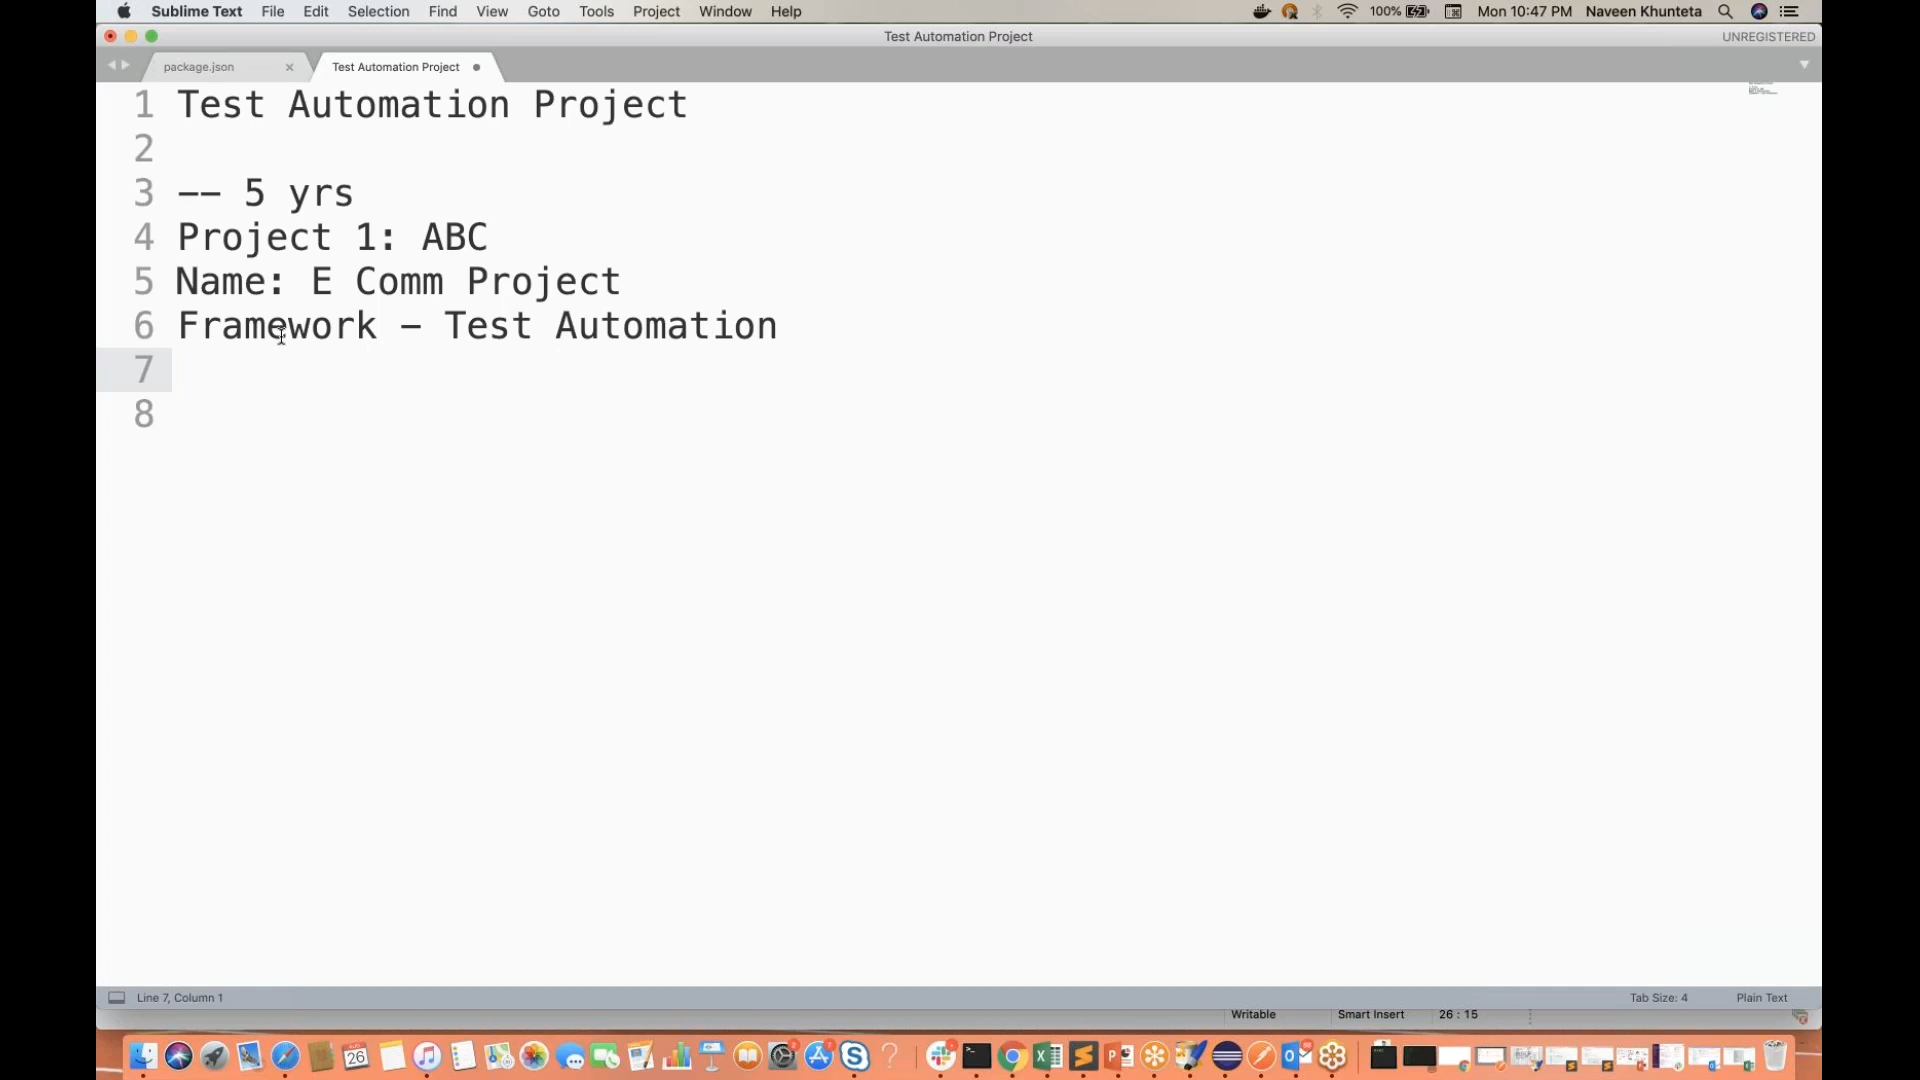 Sublime Text File Edit Selection Find View Goto Tools Project Window Help 100% Mon 10:47 PM Naveen Khunteta
Test Automation Project UNREGISTERED
package.json Test Automation Project
1 Test Automation Project
2
3 -- 5 yrs
4 Project 1: ABC
5 Name: E Comm Project
6 Framework - Test Automation
7
8
Line 7, Column 1 Tab Size: 4 Plain Text
Writable Smart Insert 26 : 15
26